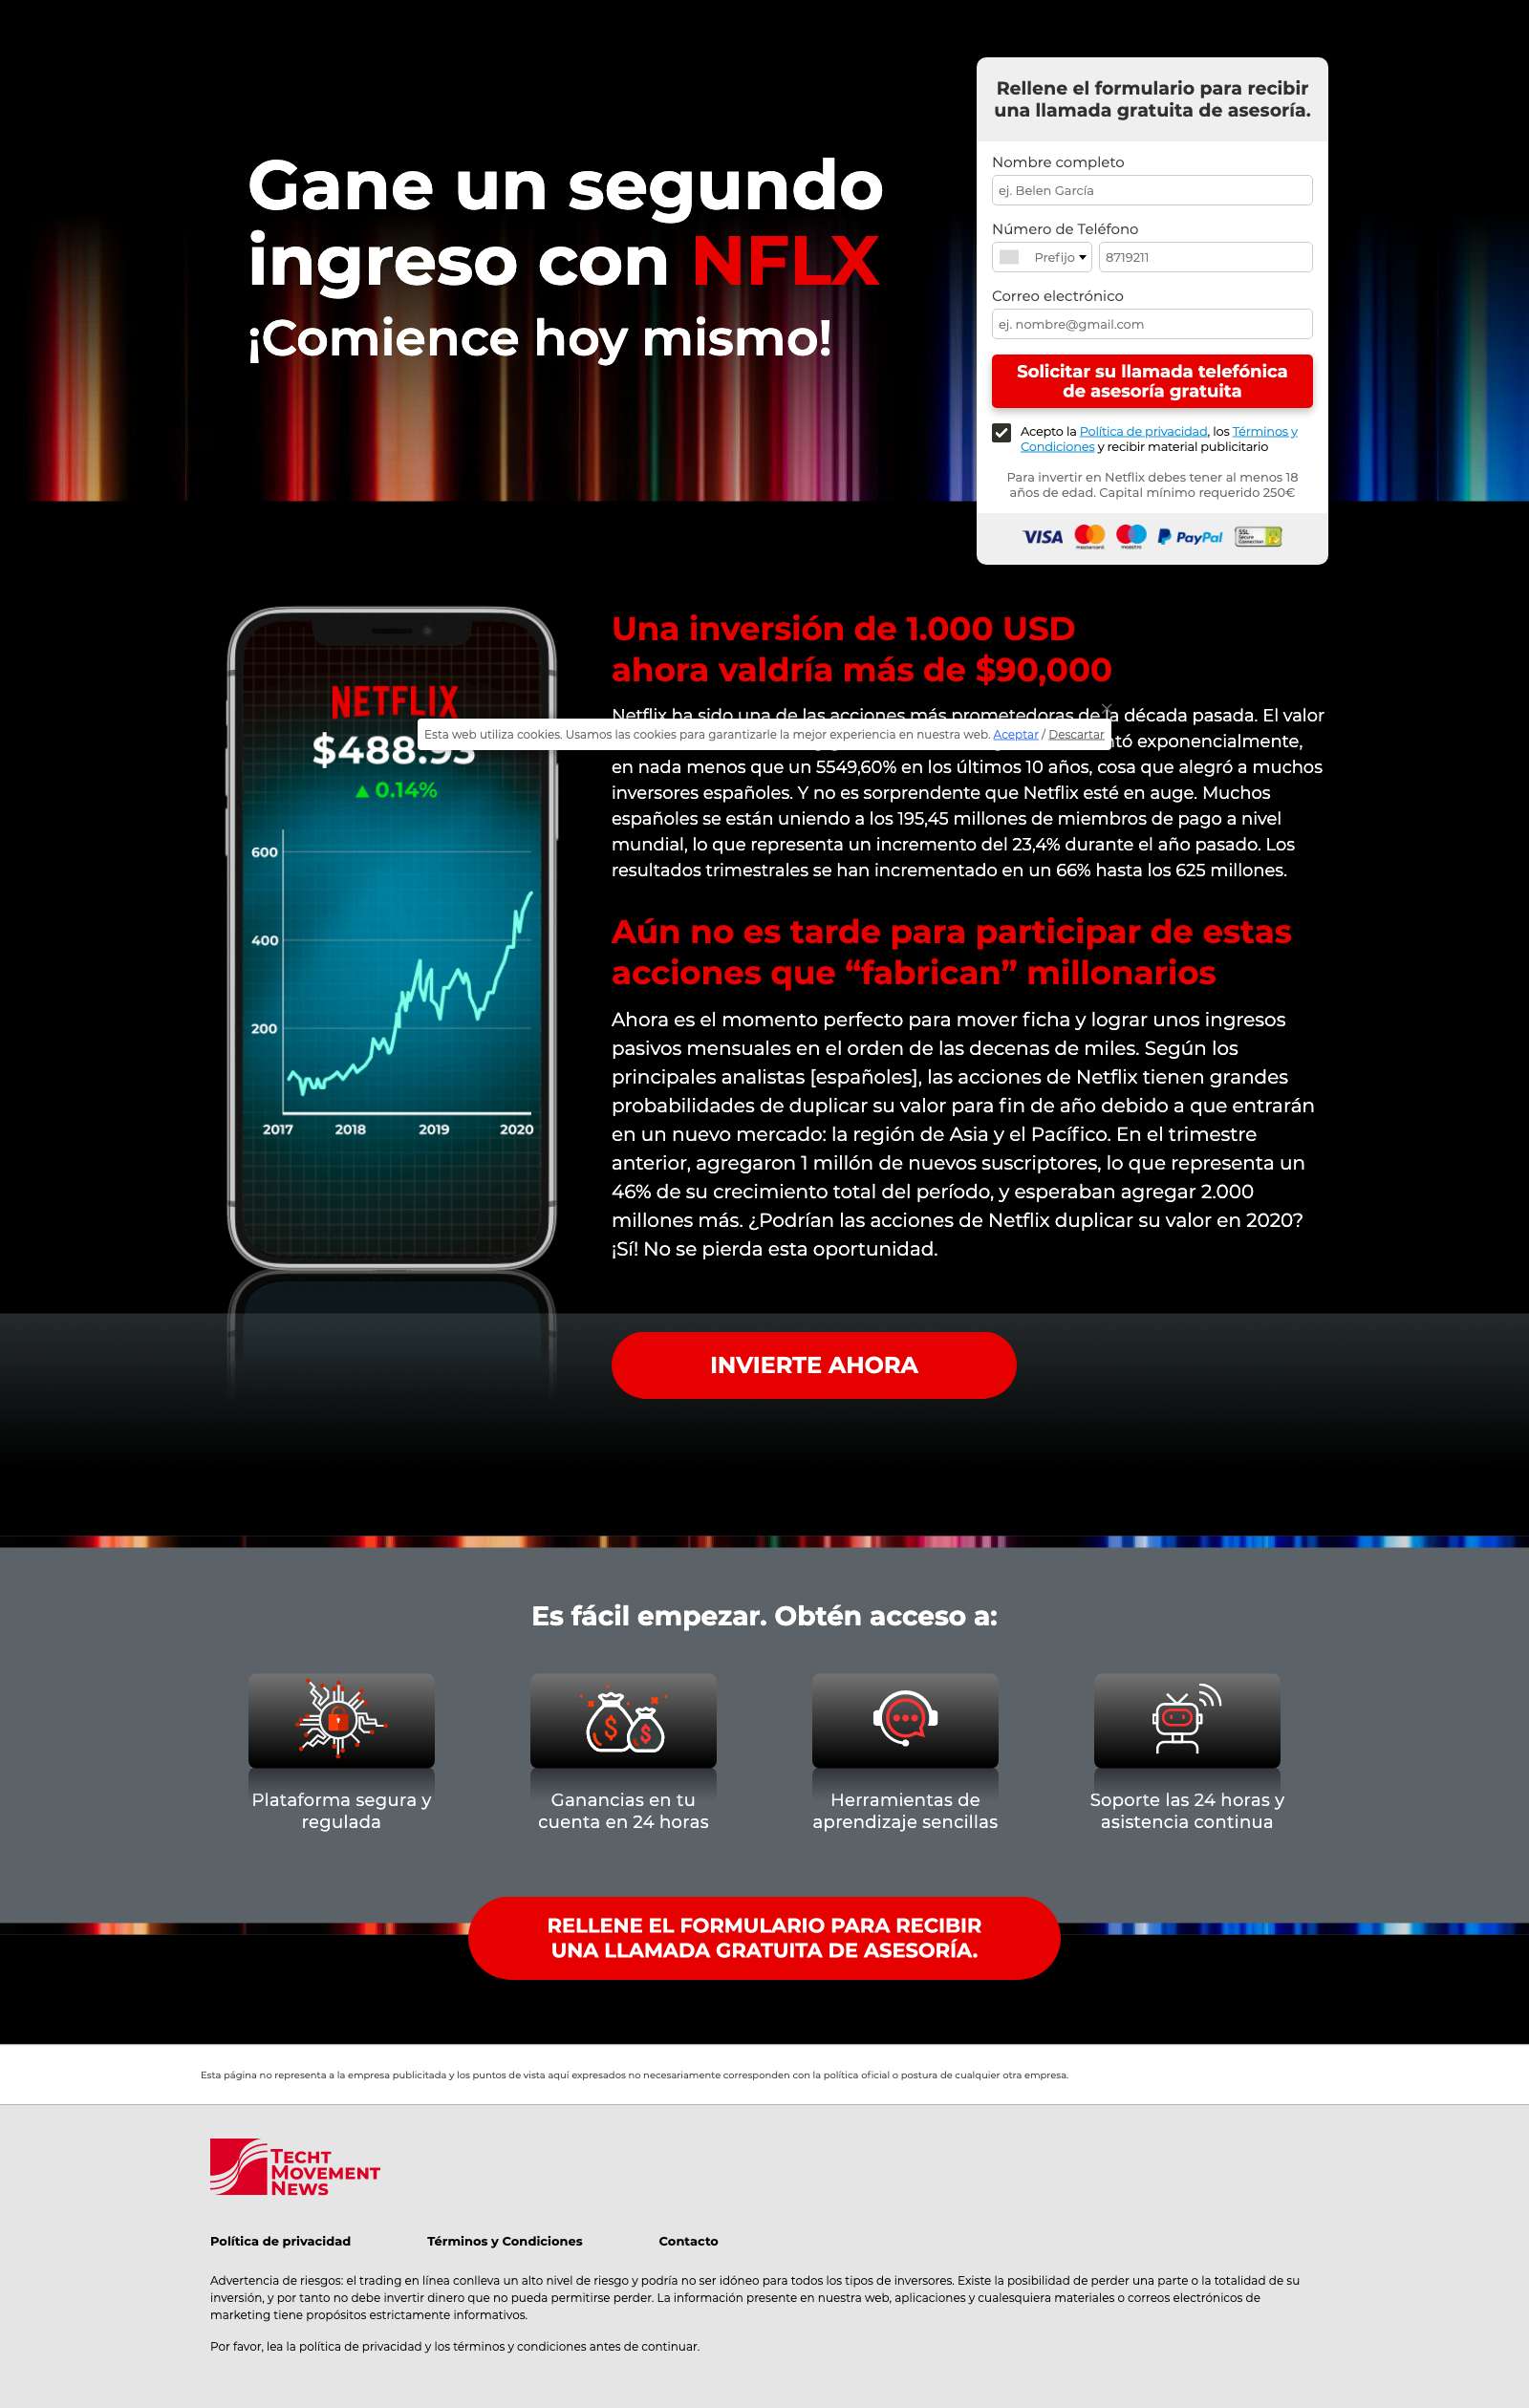 Gane un segundo
ingreso con NFLX
¡Comience hoy mismo!
Rellene el formulario para recibir
una llamada gratuita de asesoría.
Nombre completo
ej. Belen García
Número de Teléfono
Prefijo
8719211
Correo electrónico
ej. nombre@gmail.com
Solicitar su llamada telefónica
de asesoría gratuita
Acepto la Política de privacidad, los Términos y
Condiciones y recibir material publicitario
Para invertir en Netflix debes tener al menos 18
años de edad. Capital mínimo requerido 250€
VISA
mastercard
maestro
PayPal
SSL
Secure
Connection
NETFLIX
$488.93
0.14%
600
400
200
2017
2018
2019
2020
Una inversión de 1.000 USD
ahora valdría más de $90,000
Netflix ha sido una de las acciones más prometedoras de la década pasada. El valor
Esta web utiliza cookies. Usamos las cookies para garantizarle la mejor experiencia en nuestra web. Aceptar / Descartar
en nada menos que un 5549,60% en los últimos 10 años, cosa que alegró a muchos
inversores españoles. Y no es sorprendente que Netflix esté en auge. Muchos
españoles se están uniendo a los 195,45 millones de miembros de pago a nivel
mundial, lo que representa un incremento del 23,4% durante el año pasado. Los
resultados trimestrales se han incrementado en un 66% hasta los 625 millones.
Aún no es tarde para participar de estas
acciones que “fabrican” millonarios
Ahora es el momento perfecto para mover ficha y lograr unos ingresos
pasivos mensuales en el orden de las decenas de miles. Según los
principales analistas [españoles], las acciones de Netflix tienen grandes
probabilidades de duplicar su valor para fin de año debido a que entrarán
en un nuevo mercado: la región de Asia y el Pacífico. En el trimestre
anterior, agregaron 1 millón de nuevos suscriptores, lo que representa un
46% de su crecimiento total del período, y esperaban agregar 2.000
millones más. ¿Podrían las acciones de Netflix duplicar su valor en 2020?
¡Sí! No se pierda esta oportunidad.
INVIERTE AHORA
Es fácil empezar. Obtén acceso a:
Plataforma segura y
regulada
Ganancias en tu
cuenta en 24 horas
Herramientas de
aprendizaje sencillas
Soporte las 24 horas y
asistencia continua
RELLENE EL FORMULARIO PARA RECIBIR
UNA LLAMADA GRATUITA DE ASESORÍA.
Esta página no representa a la empresa publicitada y los puntos de vista aquí expresados no necesariamente corresponden con la política oficial o postura de cualquier otra empresa.
TECHT
MOVEMENT
NEWS
Política de privacidad
Términos y Condiciones
Contacto
Advertencia de riesgos: el trading en línea conlleva un alto nivel de riesgo y podría no ser idóneo para todos los tipos de inversores. Existe la posibilidad de perder una parte o la totalidad de su
inversión, y por tanto no debe invertir dinero que no pueda permitirse perder. La información presente en nuestra web, aplicaciones y cualesquiera materiales o correos electrónicos de
marketing tiene propósitos estrictamente informativos.
Por favor, lea la política de privacidad y los términos y condiciones antes de continuar.